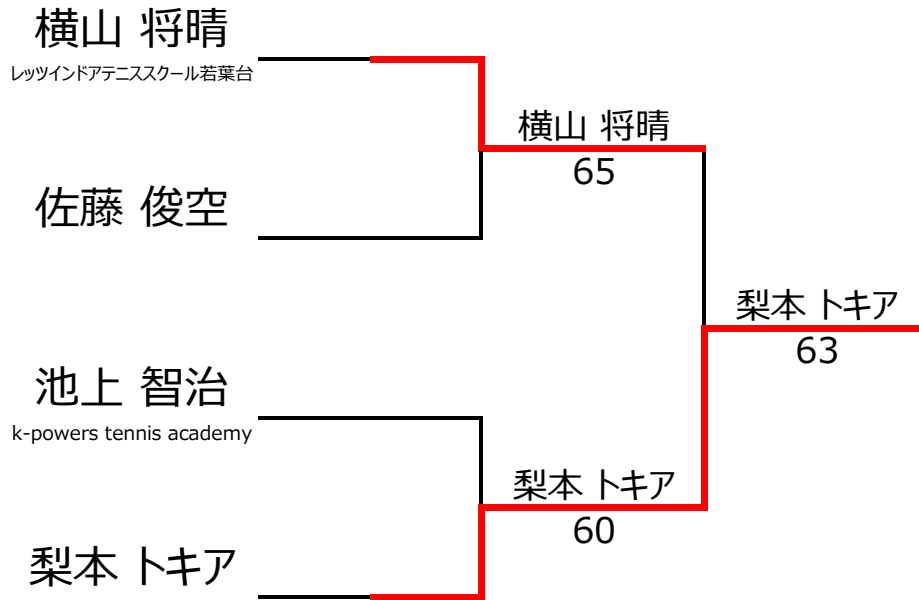 横山 将晴
レッツインドアテニススクール若葉台
横山 将晴
65
佐藤 俊空
梨本 トキア
63
池上 智治
k-powers tennis academy
梨本 トキア
60
梨本 トキア